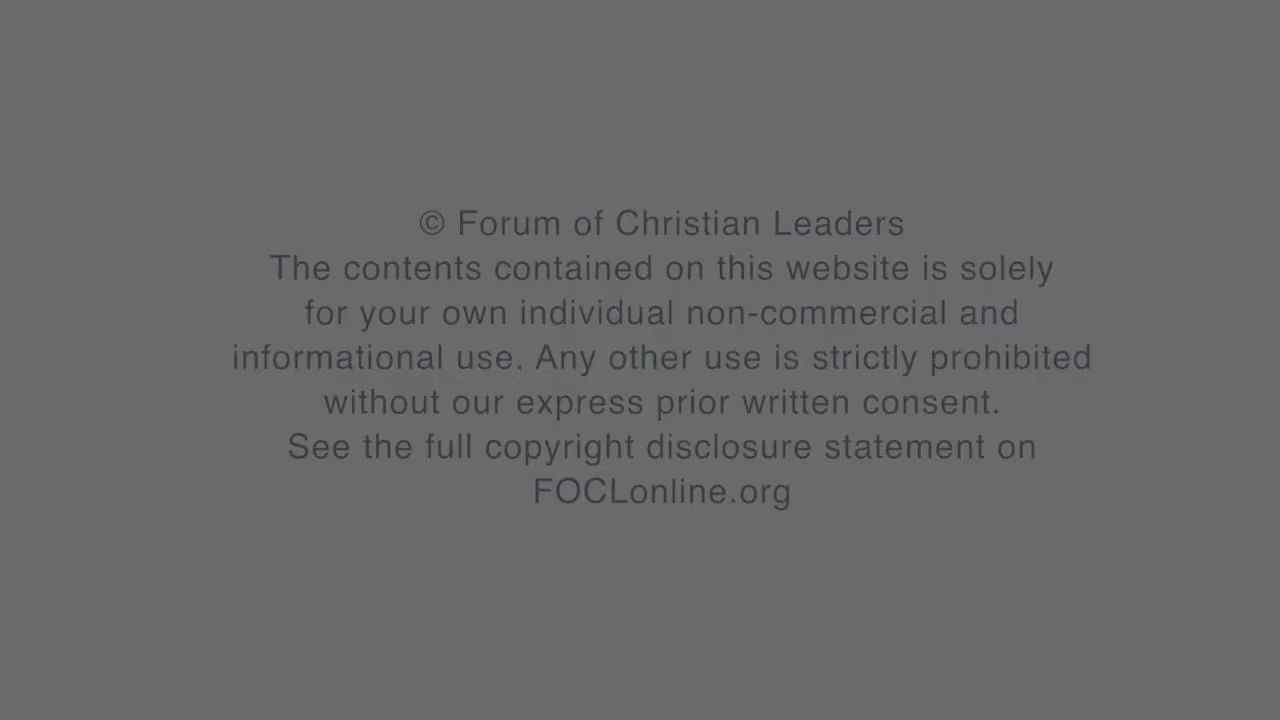 © Forum of Christian Leaders
The contents contained on this website is solely
for your own individual non-commercial and
informational use. Any other use is strictly prohibited
without our express prior written consent.
See the full copyright disclosure statement on
FOCLonline.org